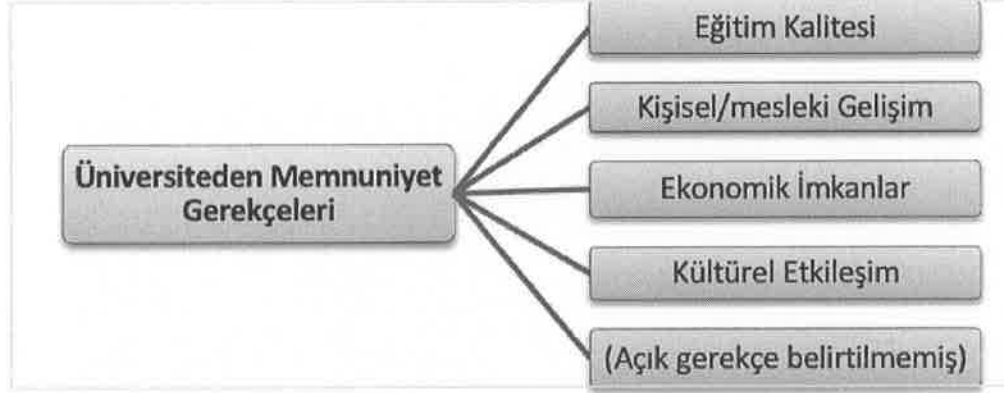 Üniversiteden Memnuniyet
Gerekçeleri
Eğitim Kalitesi
Kişisel/mesleki Gelişim
Ekonomik İmkanlar
Kültürel Etkileşim
(Açık gerekçe belirtilmemiş)